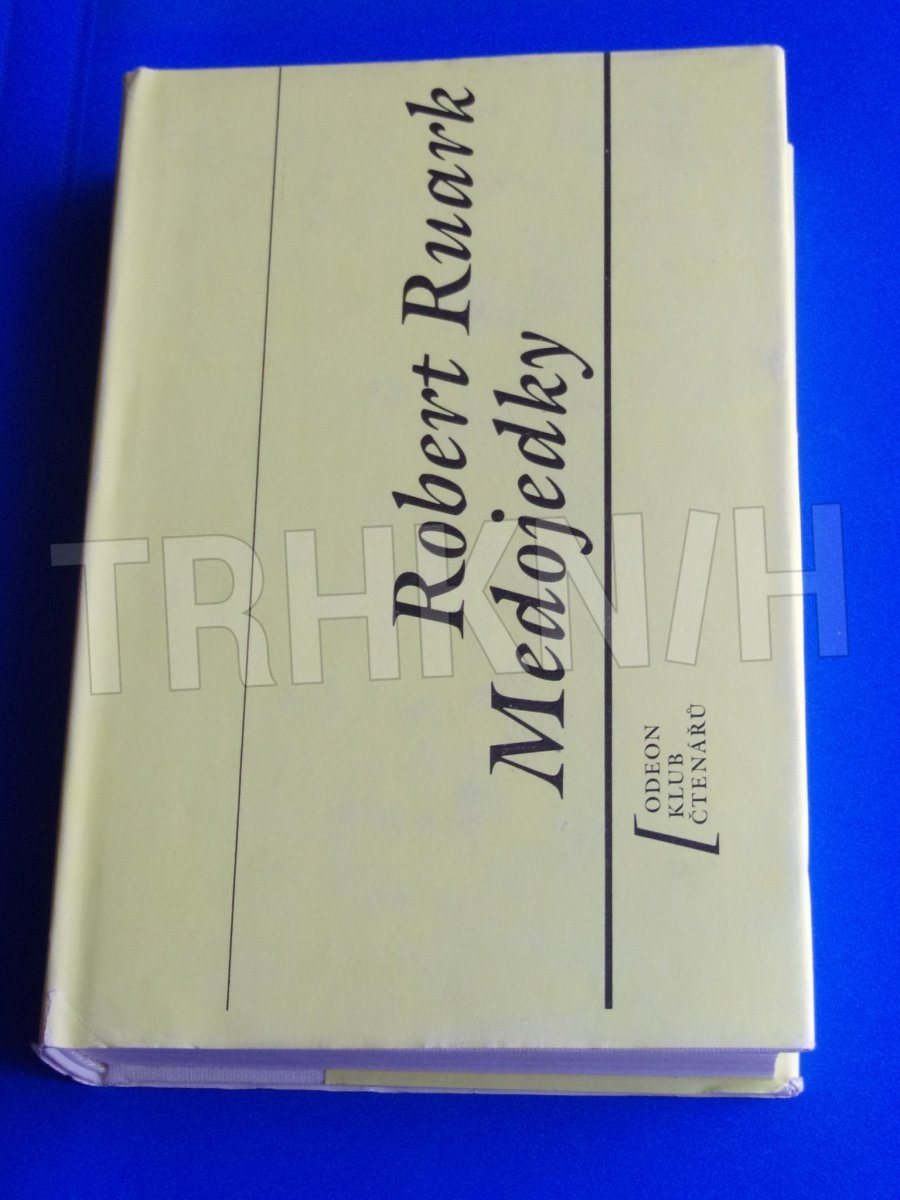 Robert Ruark
Medojedky
ODEON
KLUB
ČTENÁŘŮ
TRHKNIH